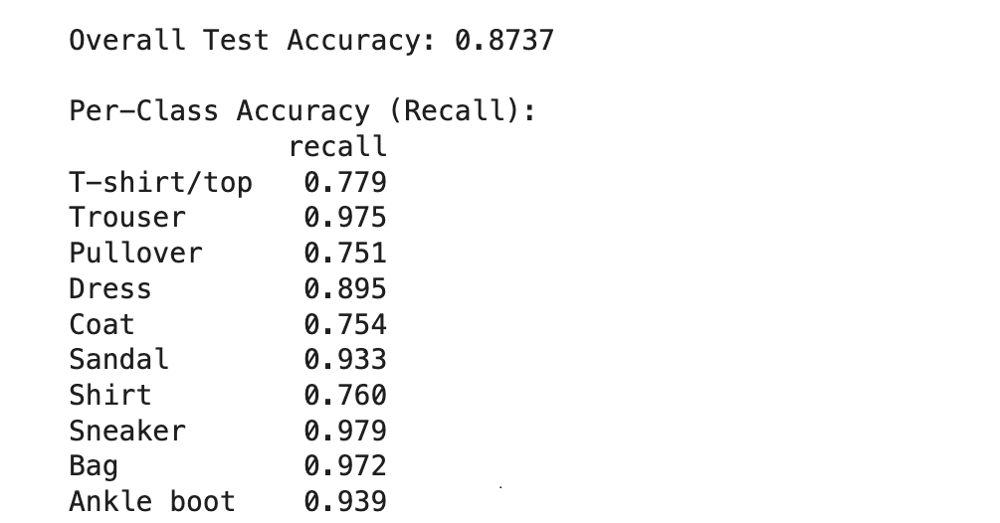 Overall Test Accuracy: 0.8737
Per-Class Accuracy (Recall):
recall
T-shirt/top 0.779
Trouser 0.975
Pullover 0.751
Dress 0.895
Coat 0.754
Sandal 0.933
Shirt 0.760
Sneaker 0.979
Bag 0.972
Ankle boot 0.939